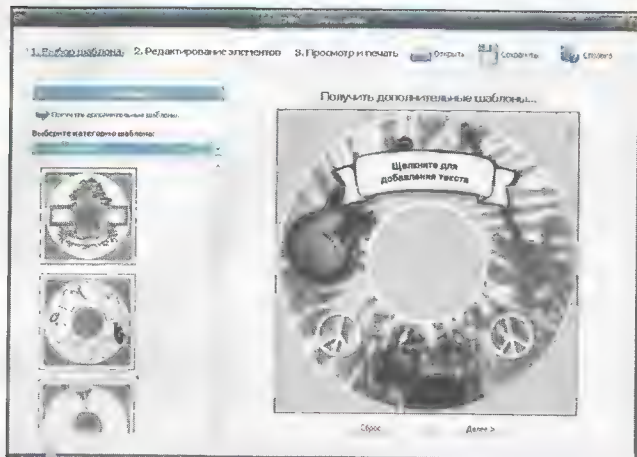 1. Выбор шаблона 2. Редактирование элементов 3. Просмотр и печать Открыть Сохранить Справка
Получить дополнительные шаблоны...
Получить дополнительные шаблоны...
Выберите категорию шаблона:
Щелкните для
добавления текста
Сброс Далее >